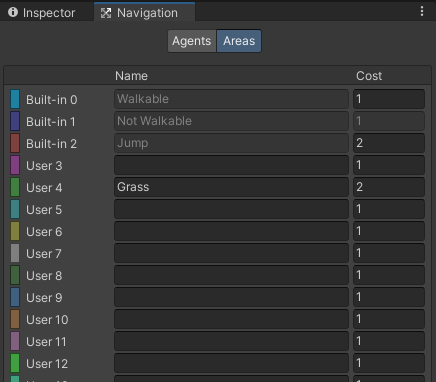 Inspector Navigation
Agents Areas
Name Cost
Built-in 0 Walkable 1
Built-in 1 Not Walkable 1
Built-in 2 Jump 2
User 3 1
User 4 Grass 2
User 5 1
User 6 1
User 7 1
User 8 1
User 9 1
User 10 1
User 11 1
User 12 1